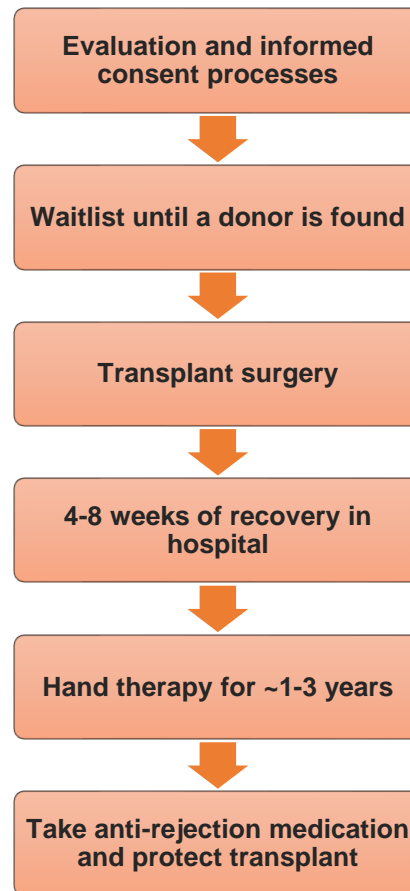 Evaluation and informed
consent processes
Waitlist until a donor is found
Transplant surgery
4-8 weeks of recovery in
hospital
Hand therapy for ~1-3 years
Take anti-rejection medication
and protect transplant